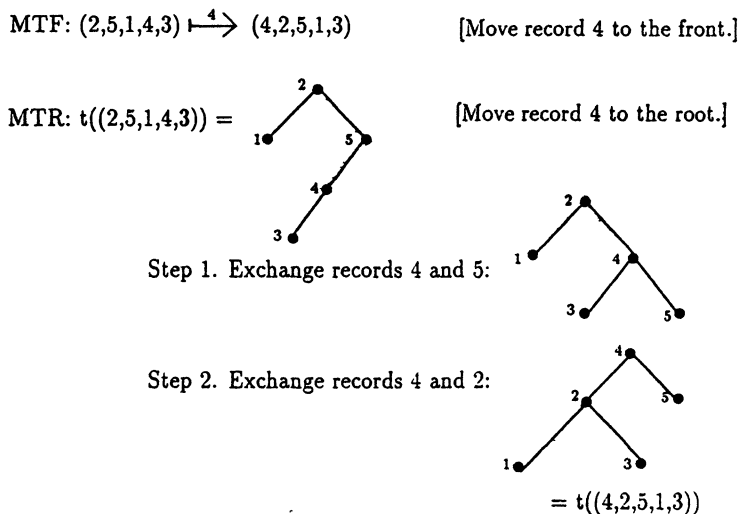 MTF: (2,5,1,4,3) ⊢4→ (4,2,5,1,3) [Move record 4 to the front.]
MTR: t((2,5,1,4,3)) = [Move record 4 to the root.]
2
1 5
4
3
Step 1. Exchange records 4 and 5:
2
1 4
3 5
Step 2. Exchange records 4 and 2:
4
2 5
1 3
= t((4,2,5,1,3))